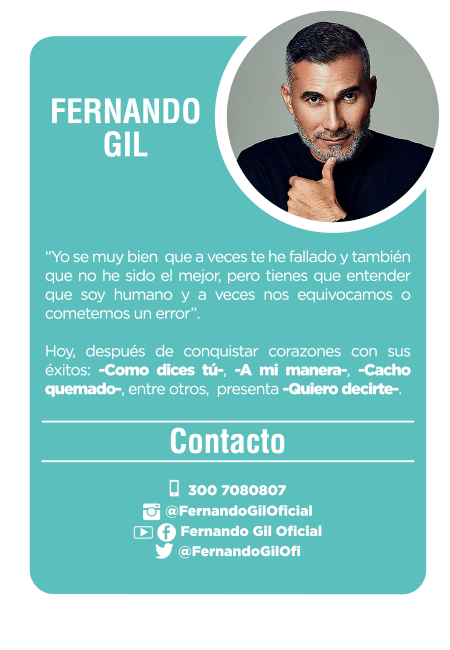 FERNANDO
GIL
“Yo se muy bien que a veces te he fallado y también
que no he sido el mejor, pero tienes que entender
que soy humano y a veces nos equivocamos o
cometemos un error”.
Hoy, después de conquistar corazones con sus
éxitos: -Como dices tú-, -A mi manera-, -Cacho
quemado-, entre otros, presenta -Quiero decirte-.
Contacto
300 7080807
@FernandoGilOficial
Fernando Gil Oficial
@FernandoGilOfi